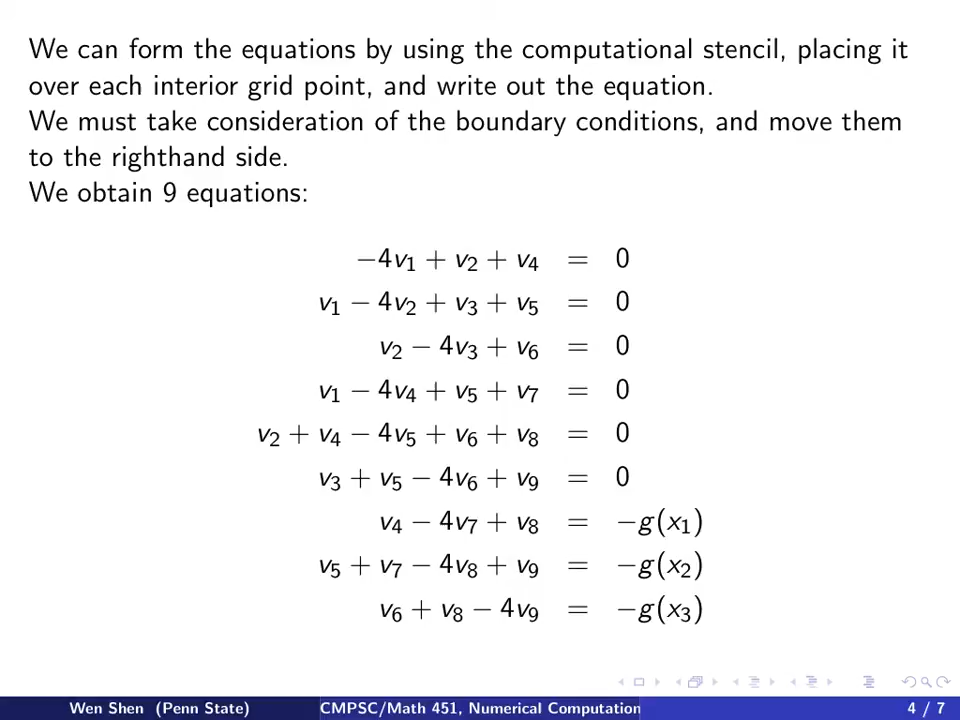 We can form the equations by using the computational stencil, placing it
over each interior grid point, and write out the equation.
We must take consideration of the boundary conditions, and move them
to the righthand side.
We obtain 9 equations:
−4v₁ + v₂ + v₄ = 0
v₁ − 4v₂ + v₃ + v₅ = 0
v₂ − 4v₃ + v₆ = 0
v₁ − 4v₄ + v₅ + v₇ = 0
v₂ + v₄ − 4v₅ + v₆ + v₈ = 0
v₃ + v₅ − 4v₆ + v₉ = 0
v₄ − 4v₇ + v₈ = −g(x₁)
v₅ + v₇ − 4v₈ + v₉ = −g(x₂)
v₆ + v₈ − 4v₉ = −g(x₃)
Wen Shen (Penn State) CMPSC/Math 451, Numerical Computation 4 / 7